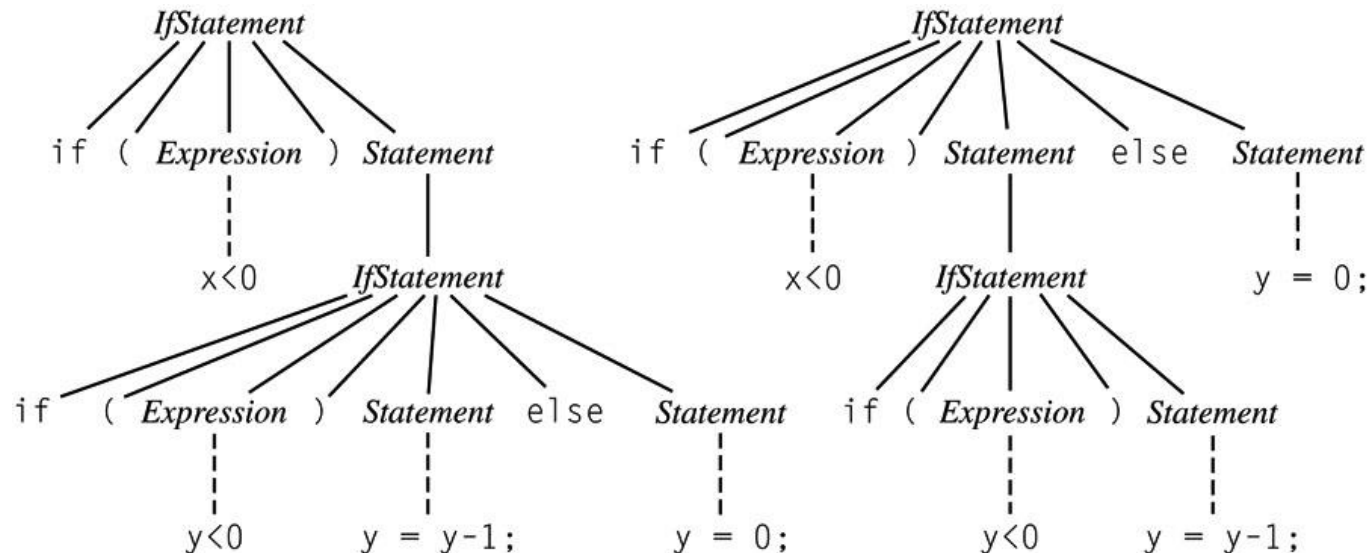 IfStatement IfStatement
if ( Expression ) Statement if ( Expression ) Statement else Statement
x<0 IfStatement x<0 IfStatement y = 0;
if ( Expression ) Statement else Statement if ( Expression ) Statement
y<0 y = y-1; y = 0; y<0 y = y-1;